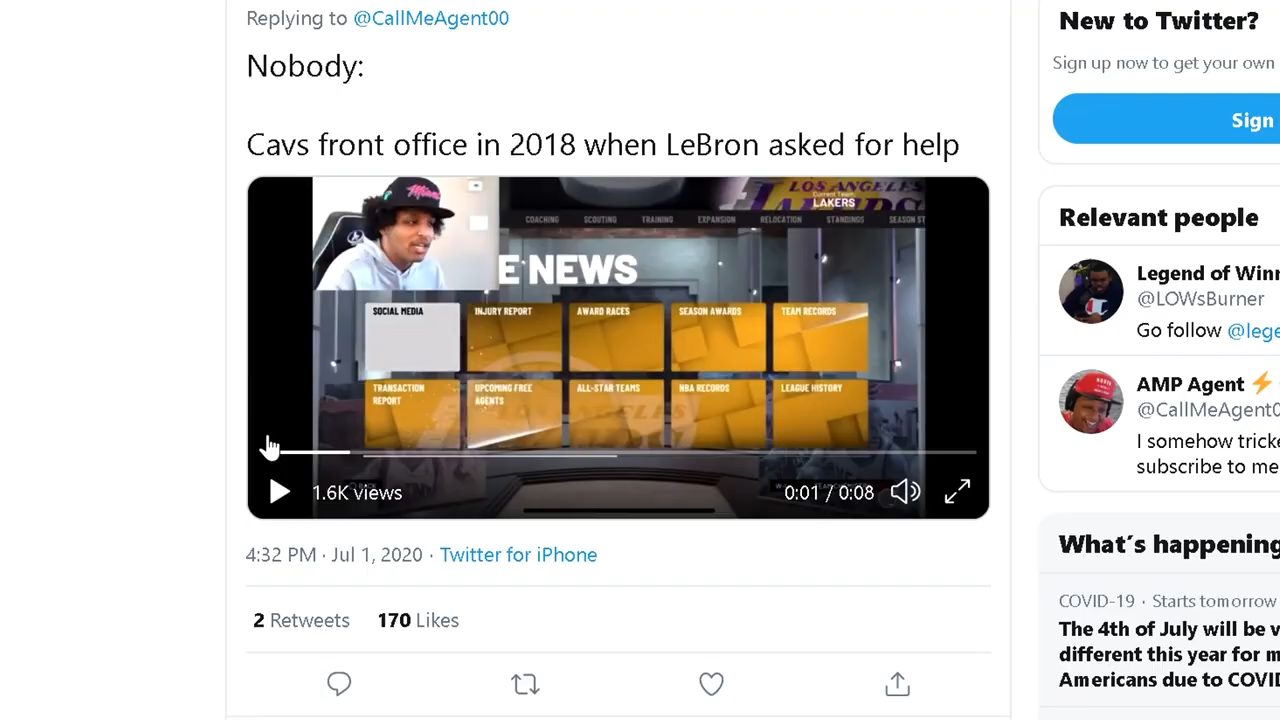 Replying to @CallMeAgent00
Nobody:
Cavs front office in 2018 when LeBron asked for help
LOS ANGELES
Current Team
LAKERS
COACHING SCOUTING TRAINING EXPANSION RELOCATION STANDINGS SEASON ST
Miami
E NEWS
SOCIAL MEDIA INJURY REPORT AWARD RACES SEASON AWARDS TEAM RECORDS
TRANSACTION REPORT UPCOMING FREE AGENTS ALL-STAR TEAMS NBA RECORDS LEAGUE HISTORY
1.6K views 0:01 / 0:08
4:32 PM · Jul 1, 2020 · Twitter for iPhone
2 Retweets 170 Likes
New to Twitter?
Sign up now to get your own
Sign
Relevant people
Legend of Winn
@LOWsBurner
Go follow @lege
AMP Agent ⚡
@CallMeAgent0
I somehow tricke
subscribe to me
What's happening
COVID-19 · Starts tomorrow
The 4th of July will be v
different this year for m
Americans due to COVID